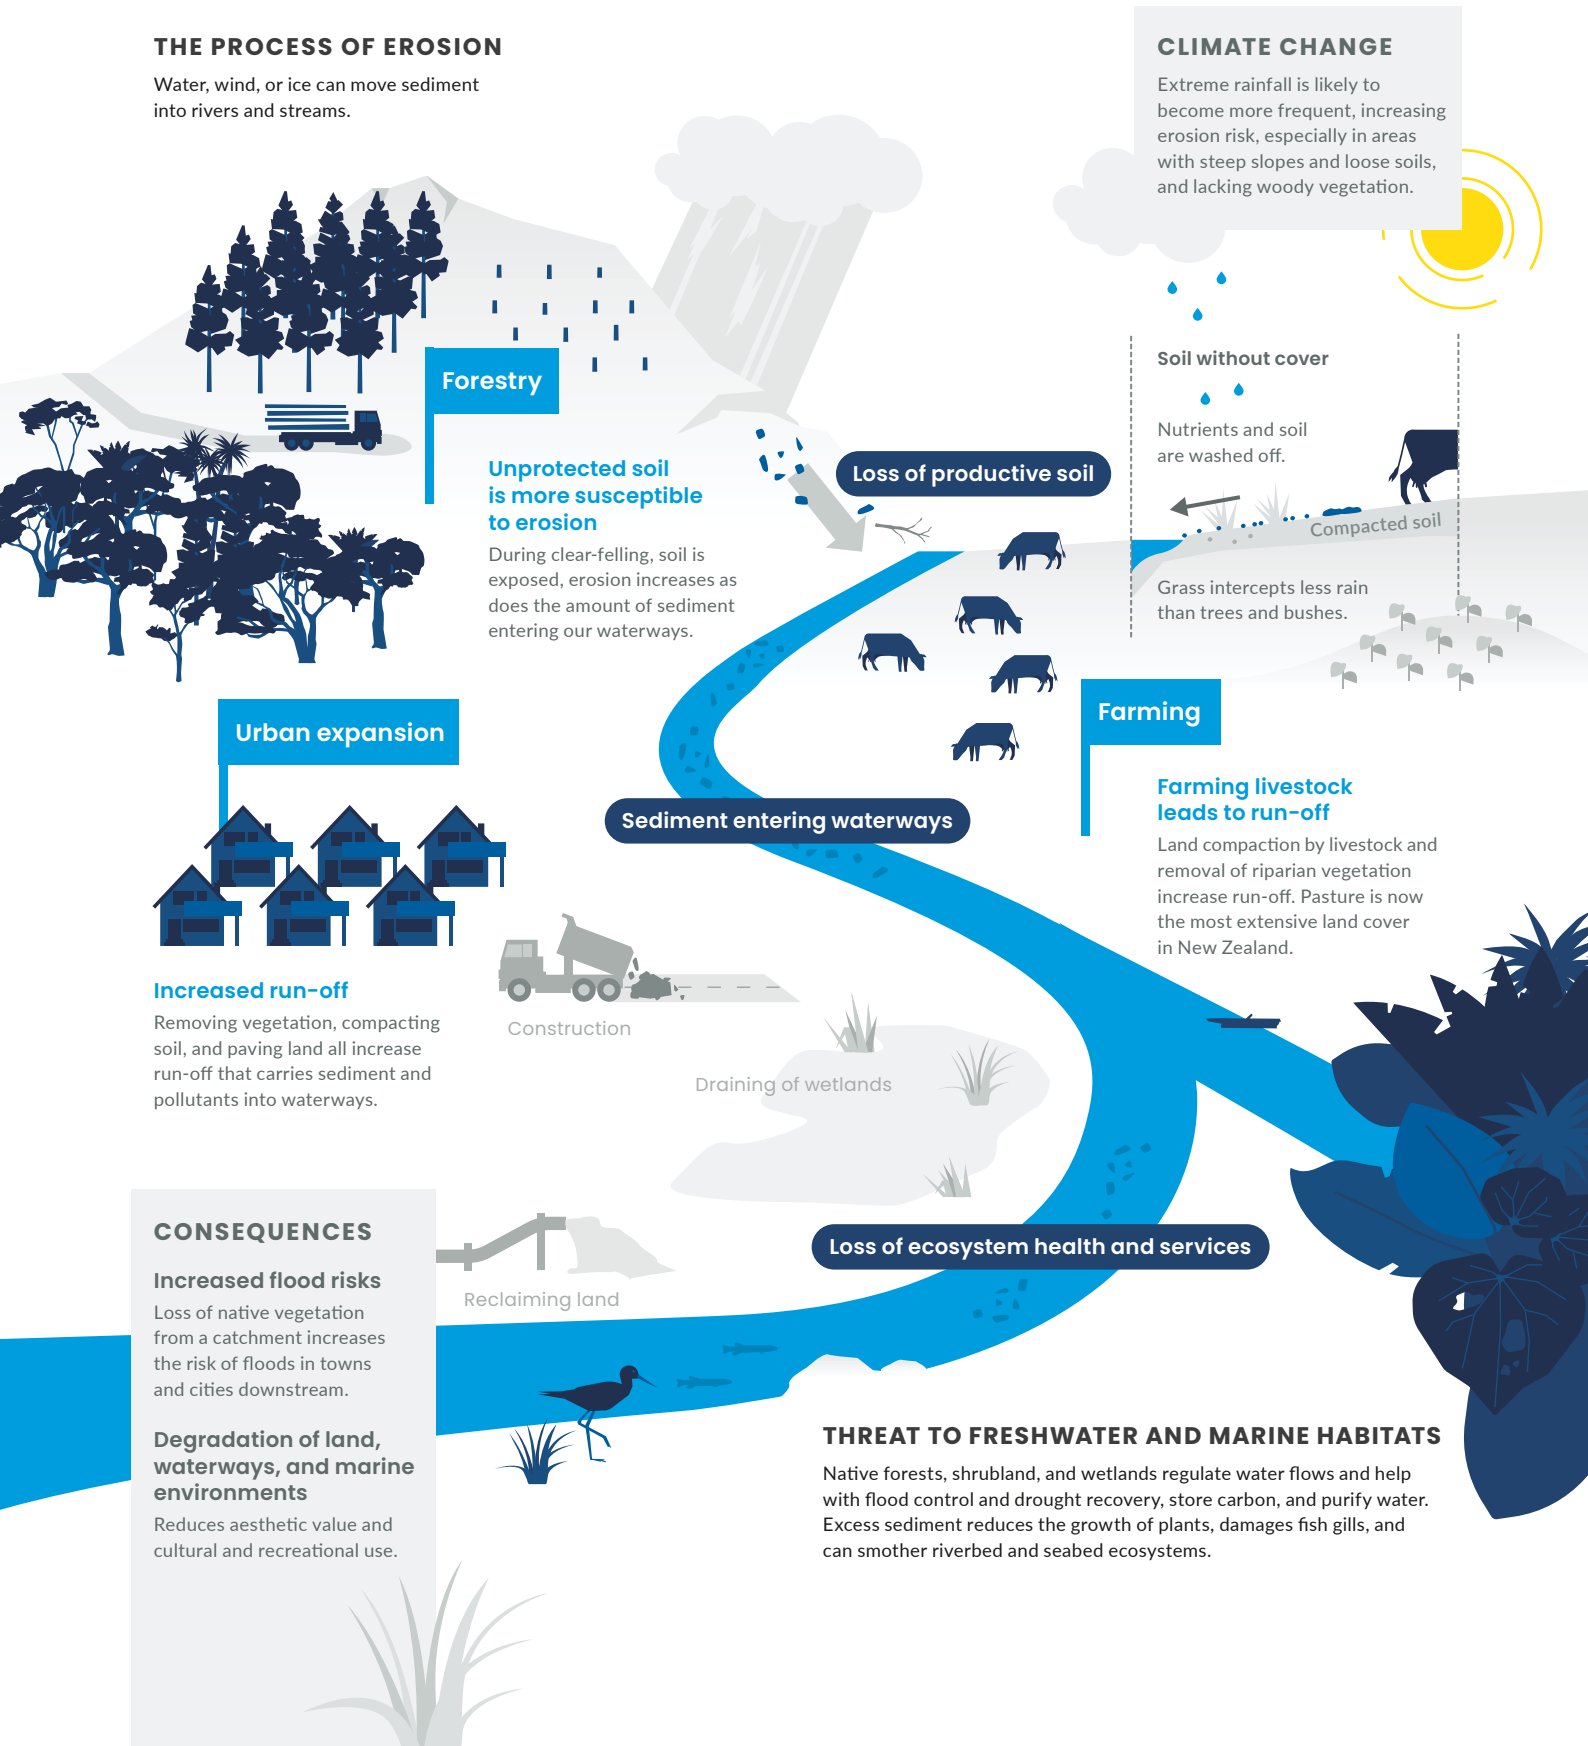 THE PROCESS OF EROSION
Water, wind, or ice can move sediment
into rivers and streams.
CLIMATE CHANGE
Extreme rainfall is likely to
become more frequent, increasing
erosion risk, especially in areas
with steep slopes and loose soils,
and lacking woody vegetation.
Forestry
Unprotected soil
is more susceptible
to erosion
During clear-felling, soil is
exposed, erosion increases as
does the amount of sediment
entering our waterways.
Loss of productive soil
Soil without cover
Nutrients and soil
are washed off.
Compacted soil
Grass intercepts less rain
than trees and bushes.
Urban expansion
Farming
Farming livestock
leads to run-off
Land compaction by livestock and
removal of riparian vegetation
increase run-off. Pasture is now
the most extensive land cover
in New Zealand.
Sediment entering waterways
Increased run-off
Removing vegetation, compacting
soil, and paving land all increase
run-off that carries sediment and
pollutants into waterways.
Construction
Draining of wetlands
Reclaiming land
Loss of ecosystem health and services
CONSEQUENCES
Increased flood risks
Loss of native vegetation
from a catchment increases
the risk of floods in towns
and cities downstream.
Degradation of land,
waterways, and marine
environments
Reduces aesthetic value and
cultural and recreational use.
THREAT TO FRESHWATER AND MARINE HABITATS
Native forests, shrubland, and wetlands regulate water flows and help
with flood control and drought recovery, store carbon, and purify water.
Excess sediment reduces the growth of plants, damages fish gills, and
can smother riverbed and seabed ecosystems.